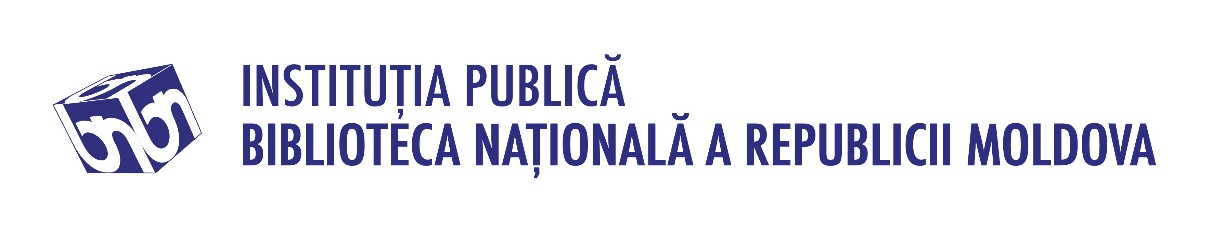 INSTITUȚIA PUBLICĂ
BIBLIOTECA NAȚIONALĂ A REPUBLICII MOLDOVA